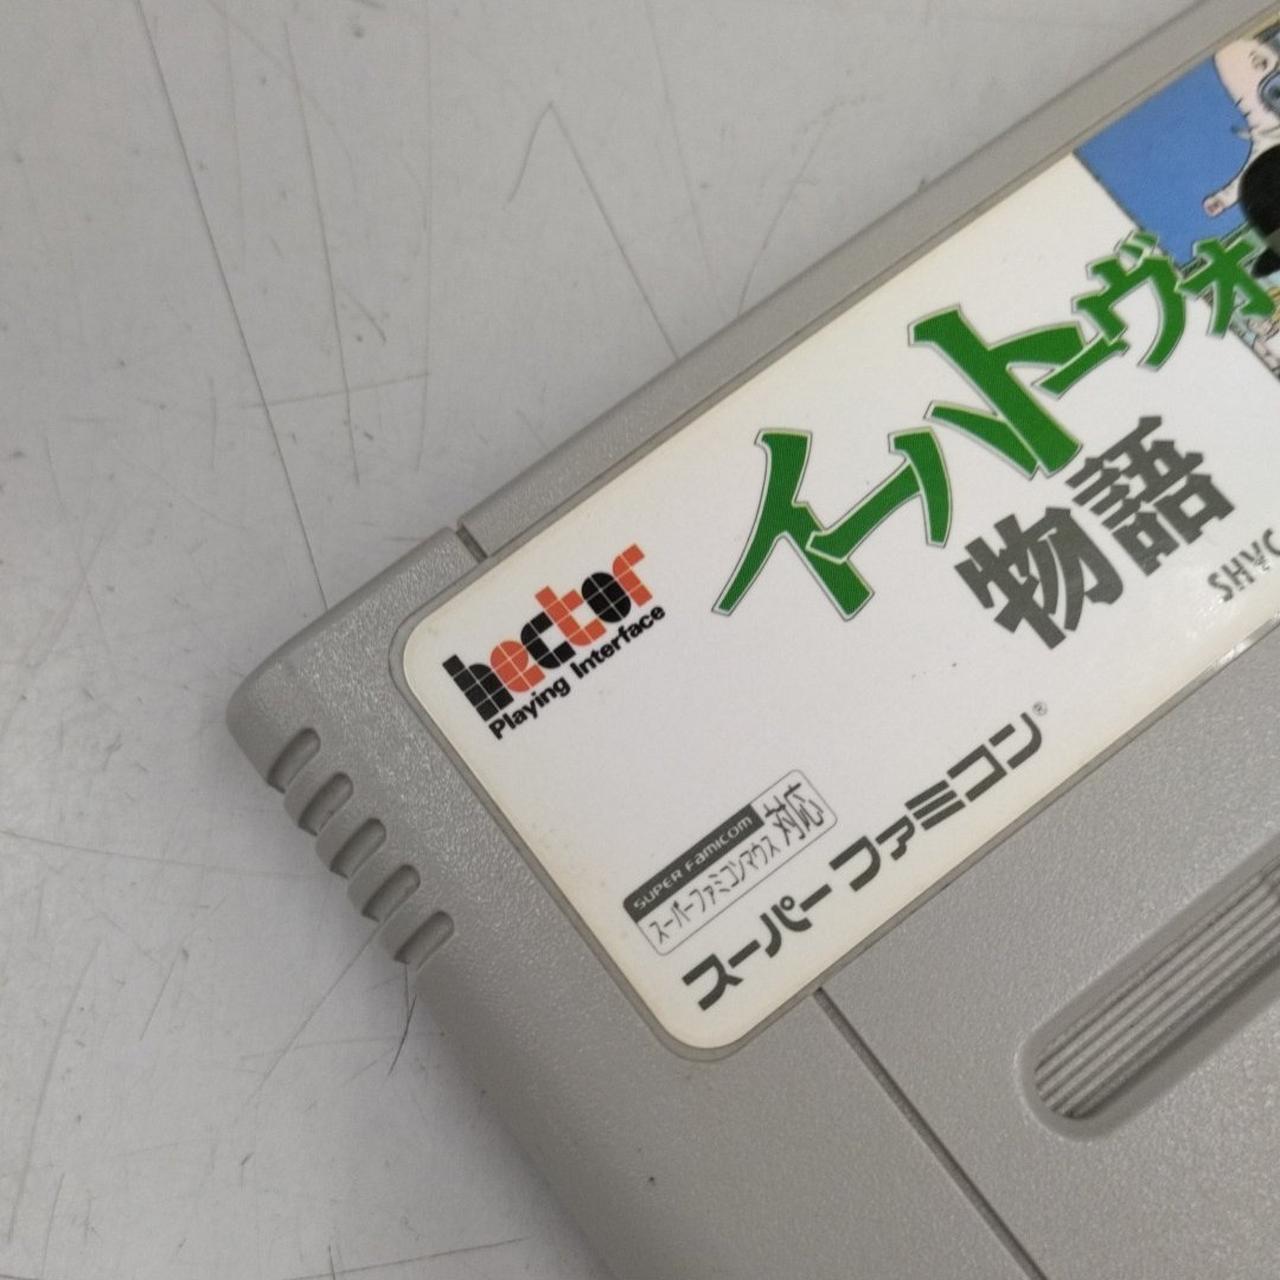 イーハトーヴォ
物語
SHVC
hector
Playing Interface
SUPER FAMICOM
スーパーファミコンマウス対応
スーパーファミコン®